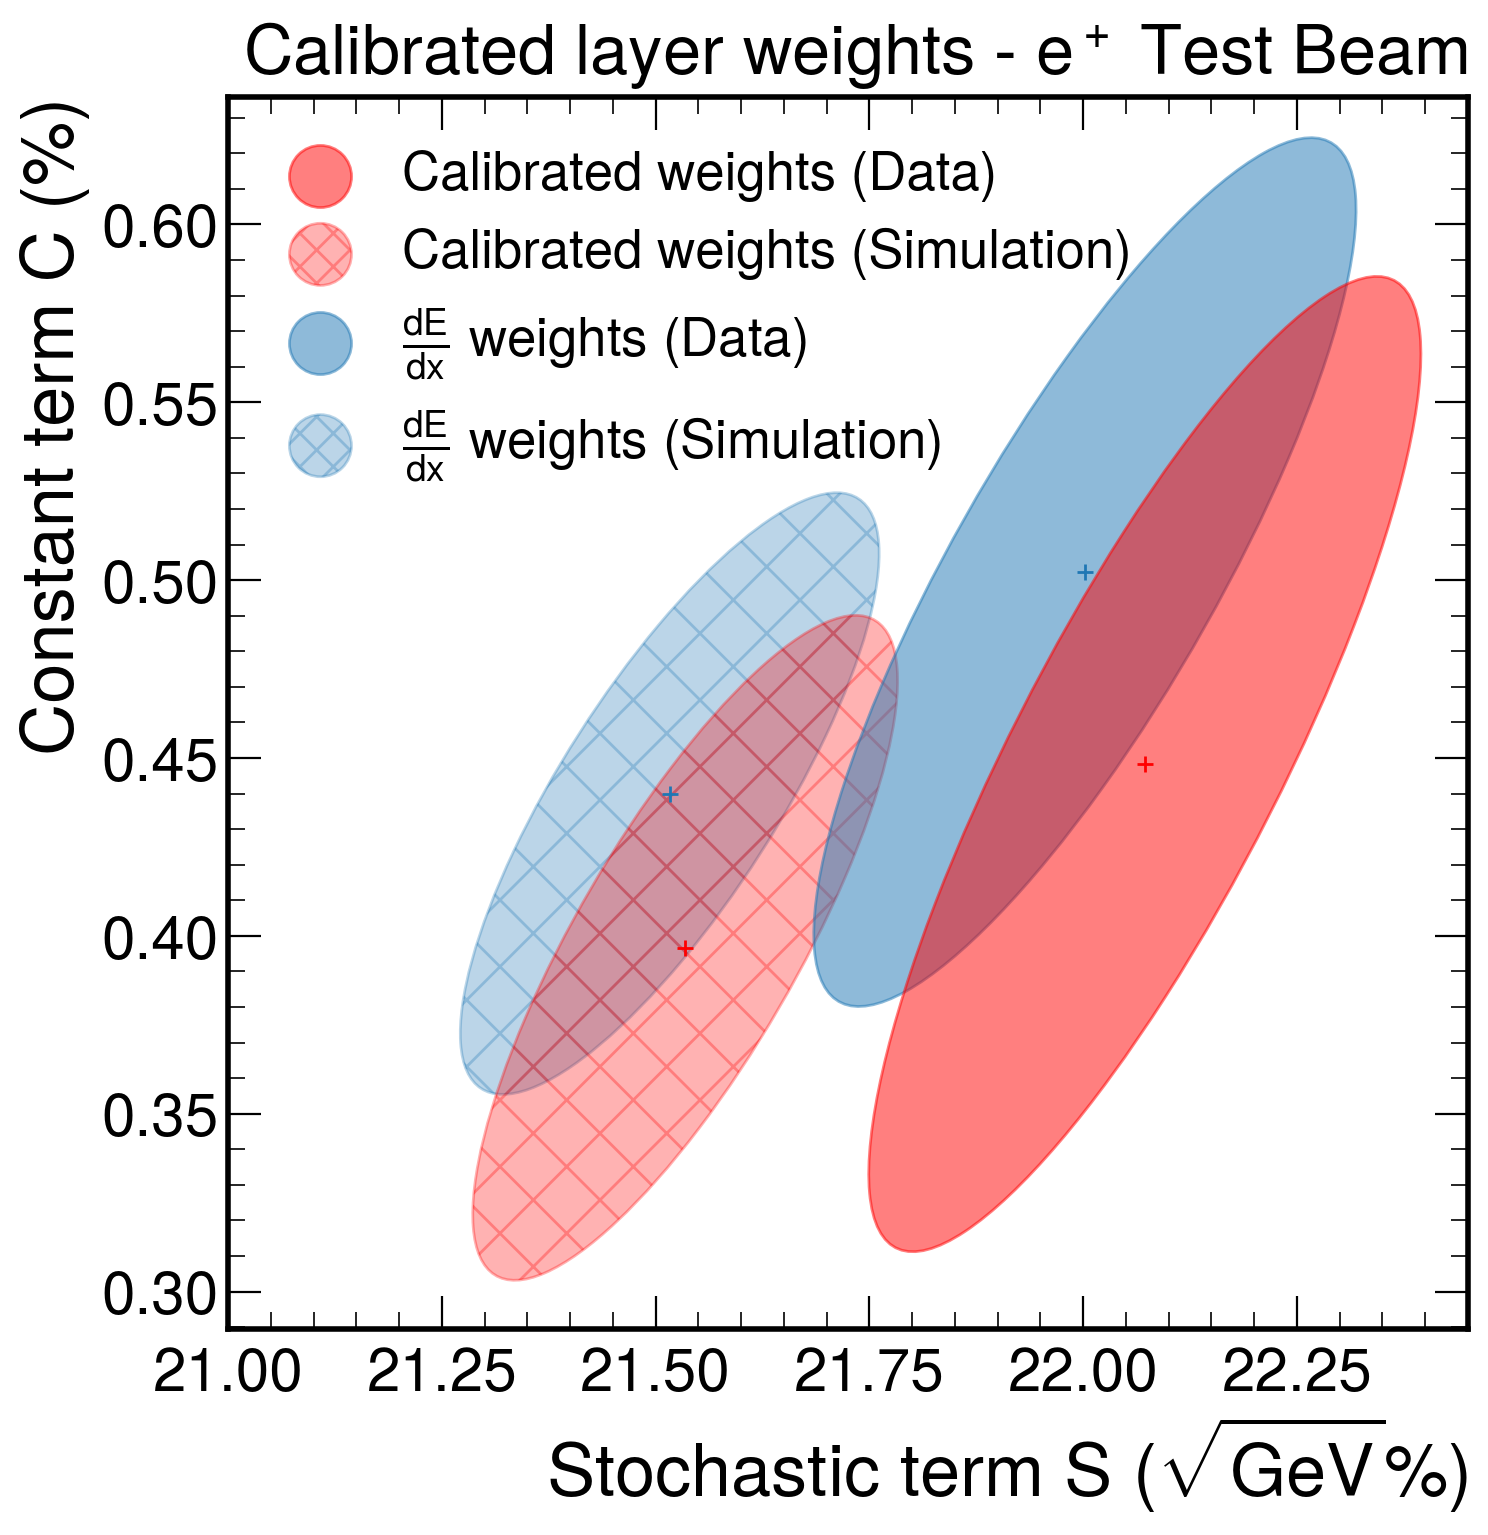 Calibrated layer weights - e⁺ Test Beam
Constant term C (%)
Calibrated weights (Data)
Calibrated weights (Simulation)
dE/dx weights (Data)
dE/dx weights (Simulation)
0.60
0.55
0.50
0.45
0.40
0.35
0.30
21.00 21.25 21.50 21.75 22.00 22.25
Stochastic term S (√GeV%)